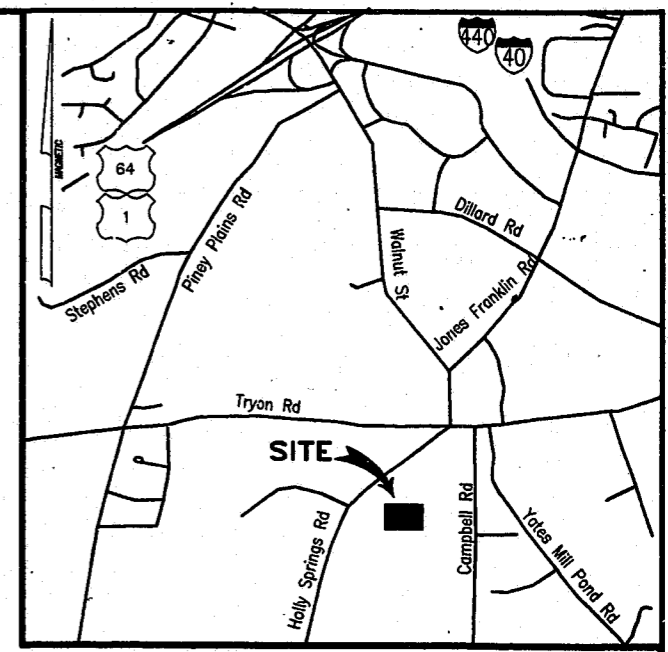 440
40
MAGNETIC
64
1
Piney Plains Rd
Stephens Rd
Dillard Rd
Walnut St
Jones Franklin Rd
Tryon Rd
SITE
Holly Springs Rd
Campbell Rd
Yates Mill Pond Rd